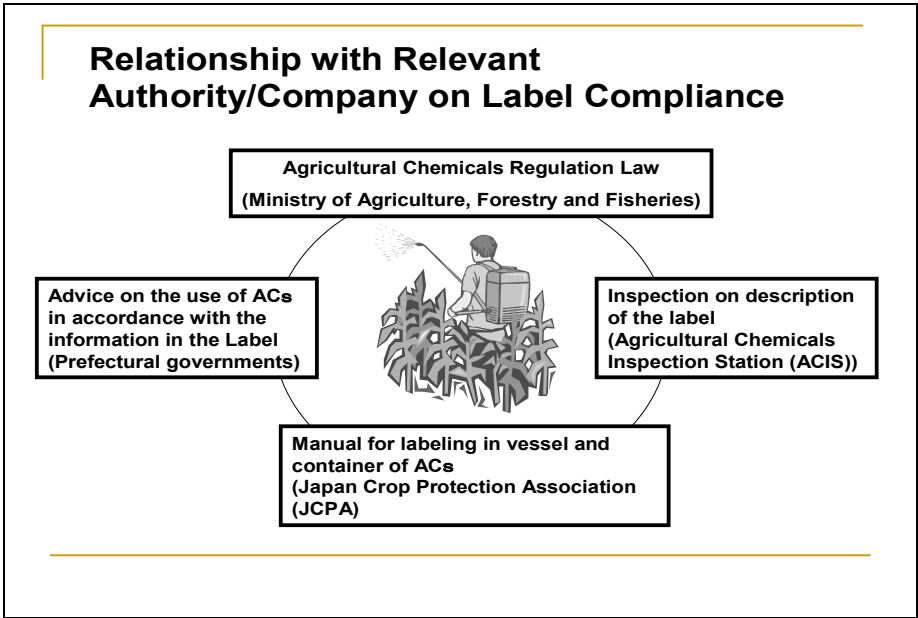 Relationship with Relevant
Authority/Company on Label Compliance
Agricultural Chemicals Regulation Law
(Ministry of Agriculture, Forestry and Fisheries)
Advice on the use of ACs
in accordance with the
information in the Label
(Prefectural governments)
Inspection on description
of the label
(Agricultural Chemicals
Inspection Station (ACIS))
Manual for labeling in vessel and
container of ACs
(Japan Crop Protection Association
(JCPA)